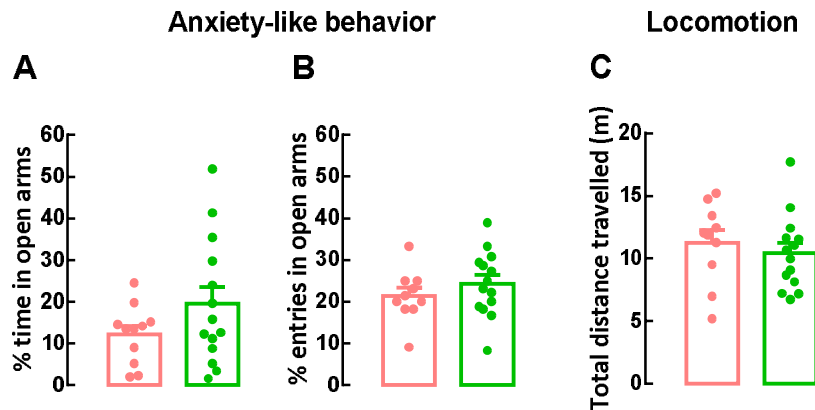 Anxiety-like behavior
Locomotion
A
B
C
% time in open arms
60
50
40
30
20
10
0
% entries in open arms
60
50
40
30
20
10
0
Total distance travelled (m)
20
15
10
5
0